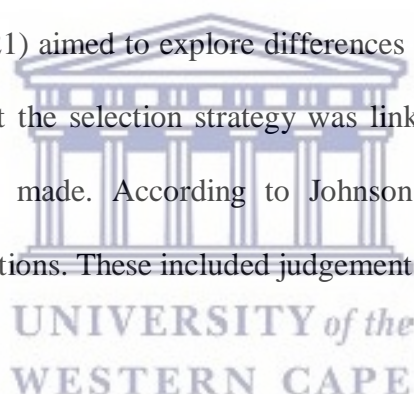 21) aimed to explore differences
t the selection strategy was link
made. According to Johnson
tions. These included judgement
UNIVERSITY of the
WESTERN CAPE